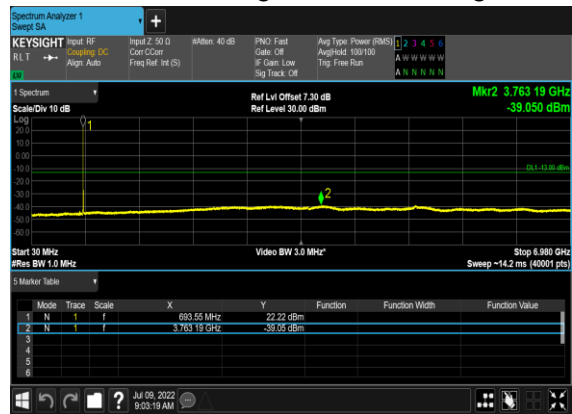 Spectrum Analyzer 1
Swept SA
KEYSIGHT Input: RF Input Z: 50 Ω #Atten: 40 dB PNO: Fast Avg Type: Power (RMS) 1 2 3 4 5 6
RLT Coupling: DC Corr CCorr Gate: Off Avg|Hold: 100/100 A W W W W W
Align: Auto Freq Ref: Int (S) IF Gain: Low Trig: Free Run
Sig Track: Off A N N N N N
LW
1 Spectrum Ref Lvl Offset 7.30 dB Mkr2 3.763 19 GHz
Scale/Div 10 dB Ref Level 30.00 dBm -39.050 dBm
Log
1
20.0
10.0
0.00
-10.0
DL1 -13.00 dBm
-20.0
-30.0
2
-40.0
-50.0
-60.0
Start 30 MHz Video BW 3.0 MHz* Stop 6.980 GHz
#Res BW 1.0 MHz Sweep ~14.2 ms (40001 pts)
5 Marker Table
Mode Trace Scale X Y Function Function Width Function Value
1 N 1 f 693.55 MHz 22.22 dBm
2 N 1 f 3.763 19 GHz -39.05 dBm
3
4
5
6
? Jul 09, 2022
9:03:19 AM